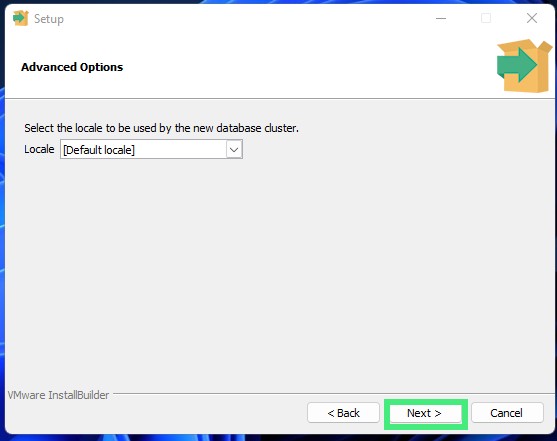 Setup
Advanced Options
Select the locale to be used by the new database cluster.
Locale [Default locale]
VMware InstallBuilder
< Back Next > Cancel